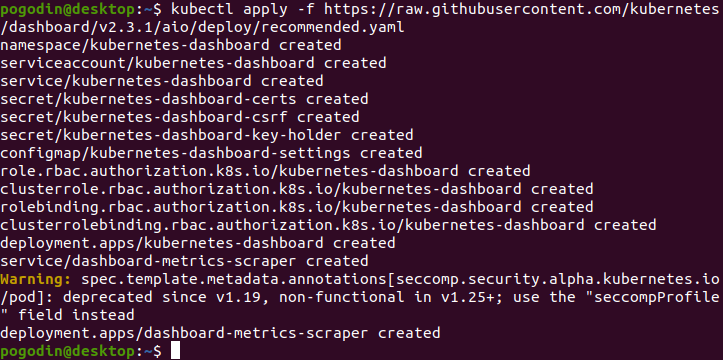 pogodin@desktop:~$ kubectl apply -f https://raw.githubusercontent.com/kubernetes
/dashboard/v2.3.1/aio/deploy/recommended.yaml
namespace/kubernetes-dashboard created
serviceaccount/kubernetes-dashboard created
service/kubernetes-dashboard created
secret/kubernetes-dashboard-certs created
secret/kubernetes-dashboard-csrf created
secret/kubernetes-dashboard-key-holder created
configmap/kubernetes-dashboard-settings created
role.rbac.authorization.k8s.io/kubernetes-dashboard created
clusterrole.rbac.authorization.k8s.io/kubernetes-dashboard created
rolebinding.rbac.authorization.k8s.io/kubernetes-dashboard created
clusterrolebinding.rbac.authorization.k8s.io/kubernetes-dashboard created
deployment.apps/kubernetes-dashboard created
service/dashboard-metrics-scraper created
Warning: spec.template.metadata.annotations[seccomp.security.alpha.kubernetes.io
/pod]: deprecated since v1.19, non-functional in v1.25+; use the "seccompProfile
" field instead
deployment.apps/dashboard-metrics-scraper created
pogodin@desktop:~$